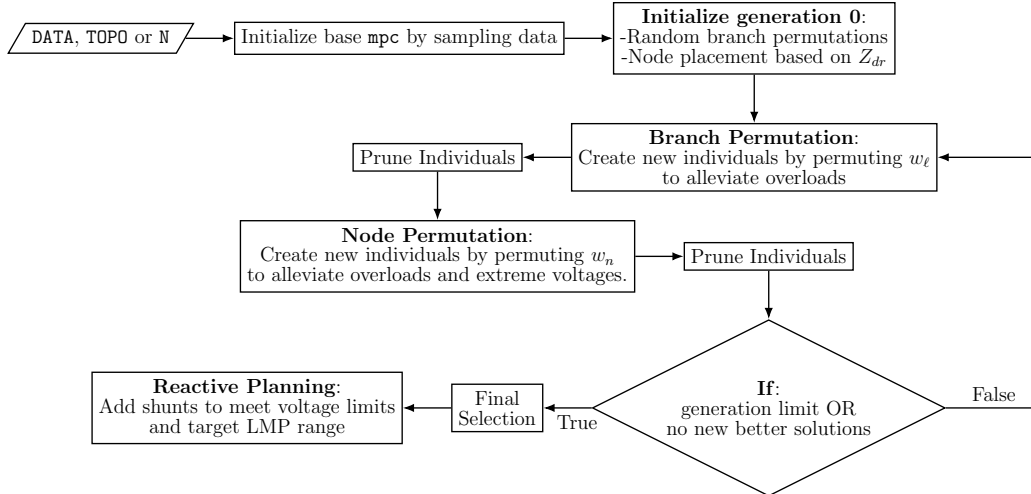 DATA, TOPO or N
Initialize base mpc by sampling data
Initialize generation 0:
-Random branch permutations
-Node placement based on Z_{dr}
Branch Permutation:
Create new individuals by permuting w_ℓ
to alleviate overloads
Prune Individuals
Node Permutation:
Create new individuals by permuting w_n
to alleviate overloads and extreme voltages.
Prune Individuals
If:
generation limit OR
no new better solutions
False
True
Final
Selection
Reactive Planning:
Add shunts to meet voltage limits
and target LMP range